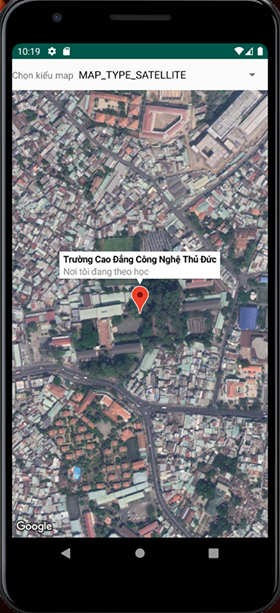 10:19
Chọn kiểu map MAP_TYPE_SATELLITE
Trường Cao Đẳng Công Nghệ Thủ Đức
Nơi tôi đang theo học
Google